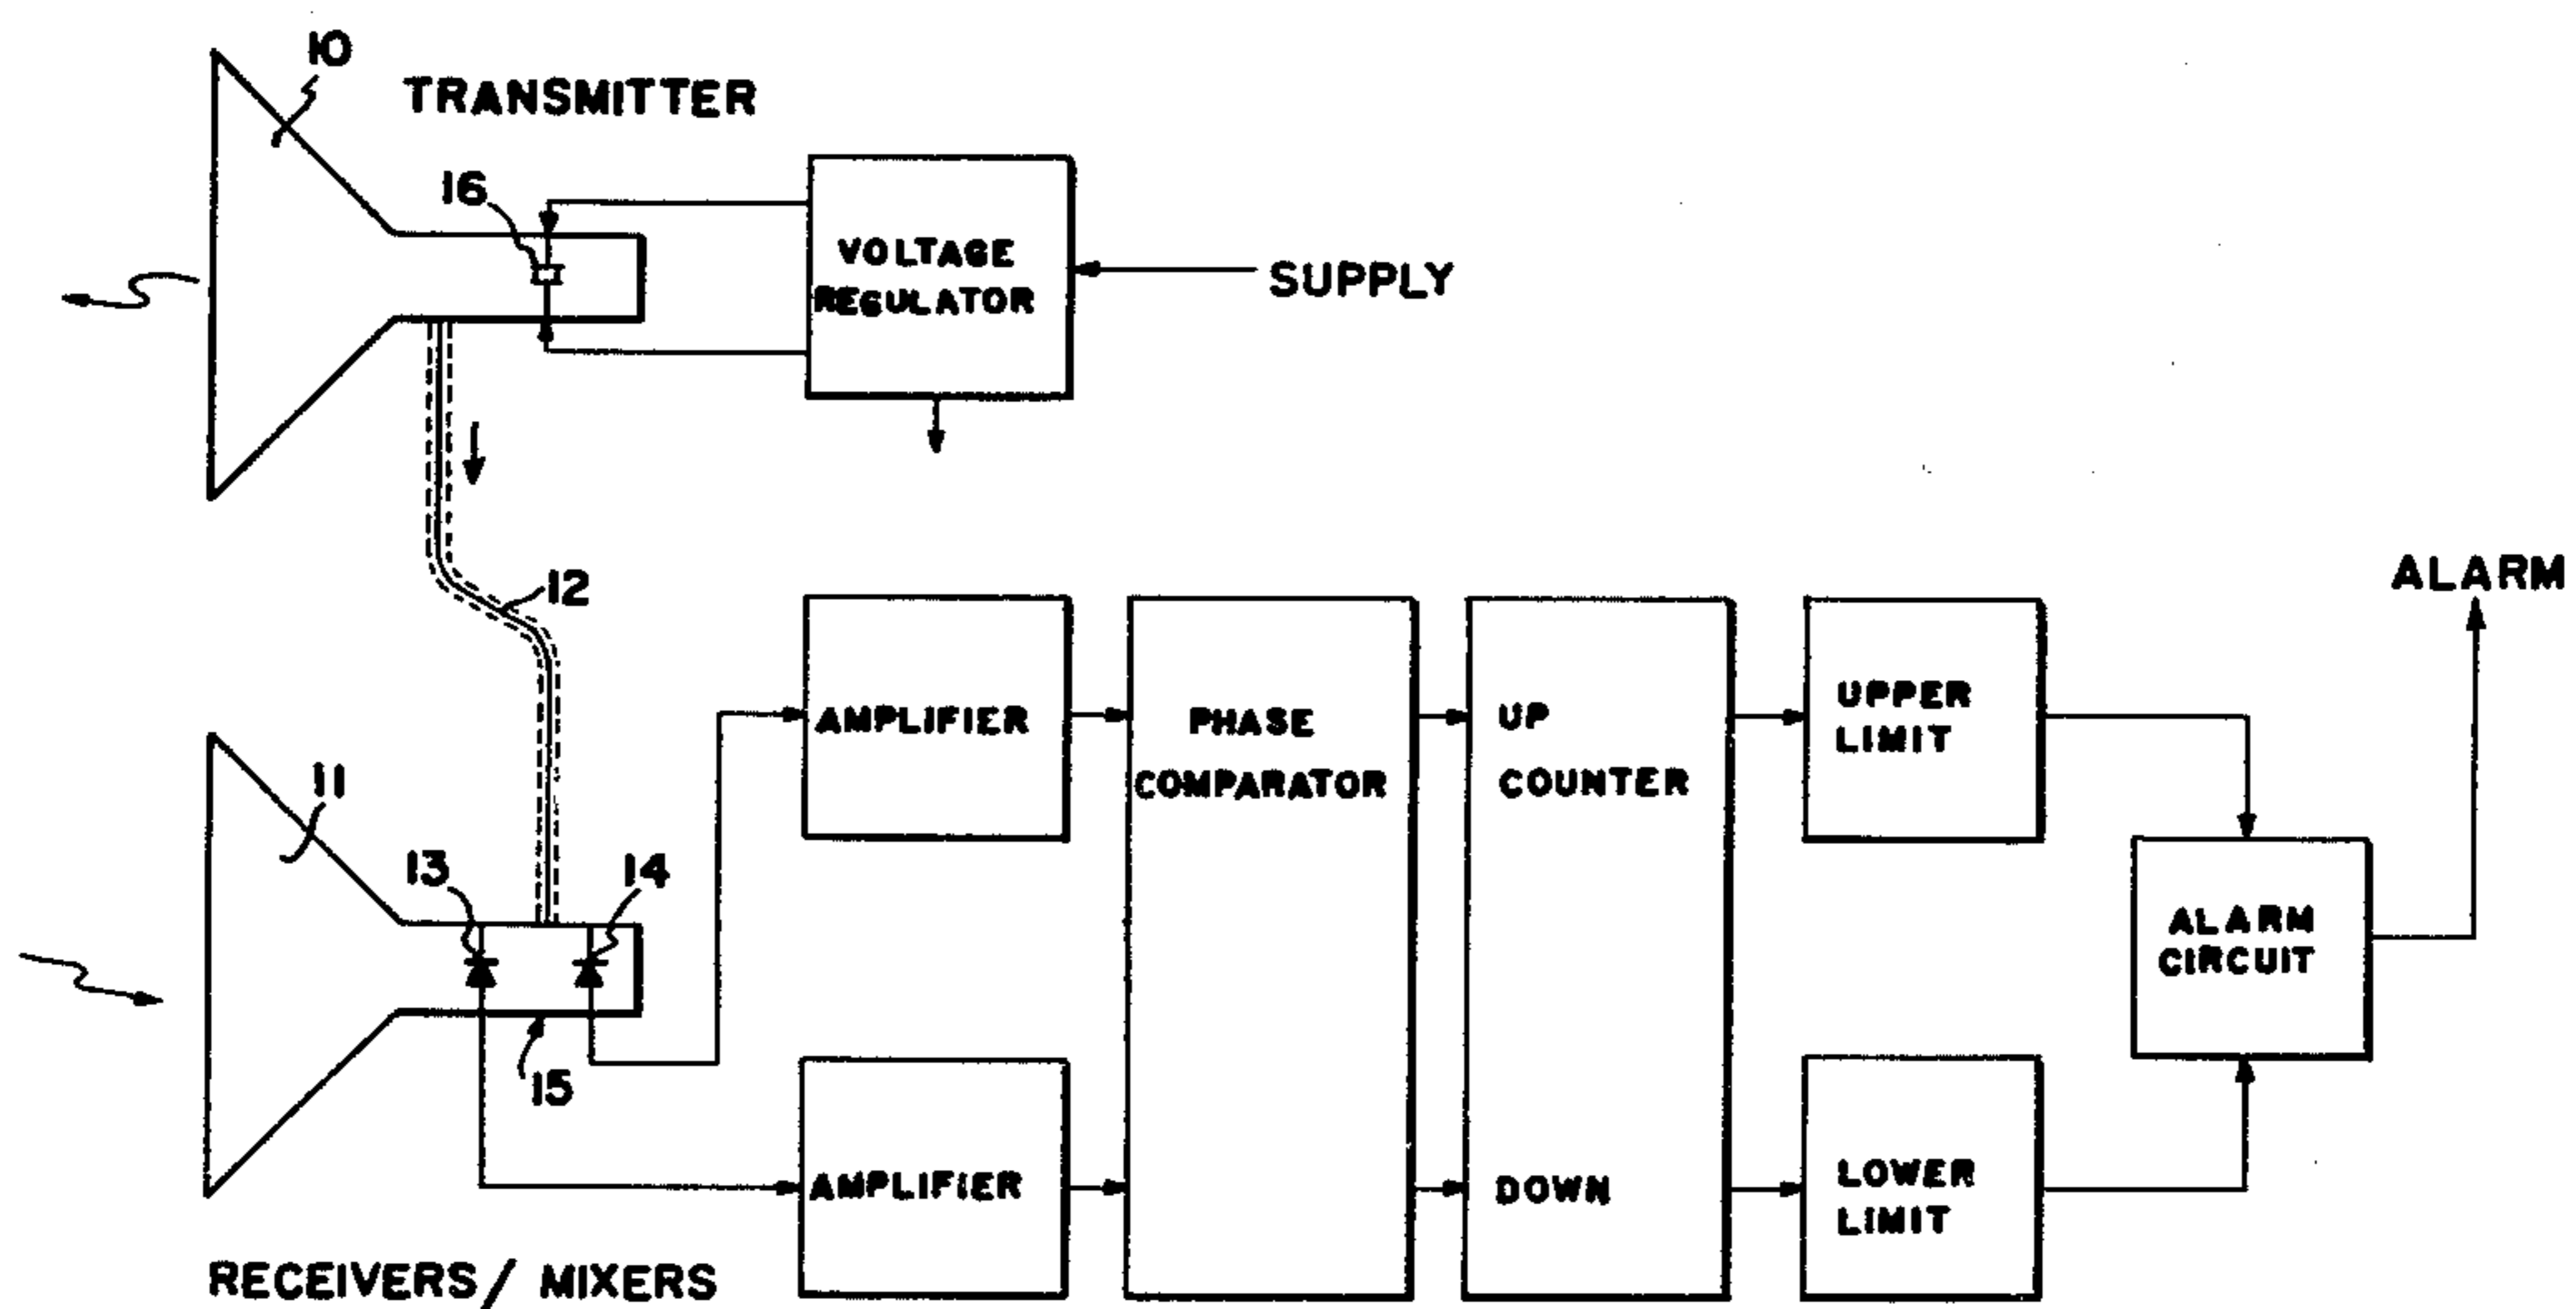 10
TRANSMITTER
16
VOLTAGE
REGULATOR
SUPPLY
12
ALARM
AMPLIFIER
PHASE
COMPARATOR
UP
COUNTER
DOWN
UPPER
LIMIT
11
13
14
15
ALARM
CIRCUIT
AMPLIFIER
LOWER
LIMIT
RECEIVERS/ MIXERS